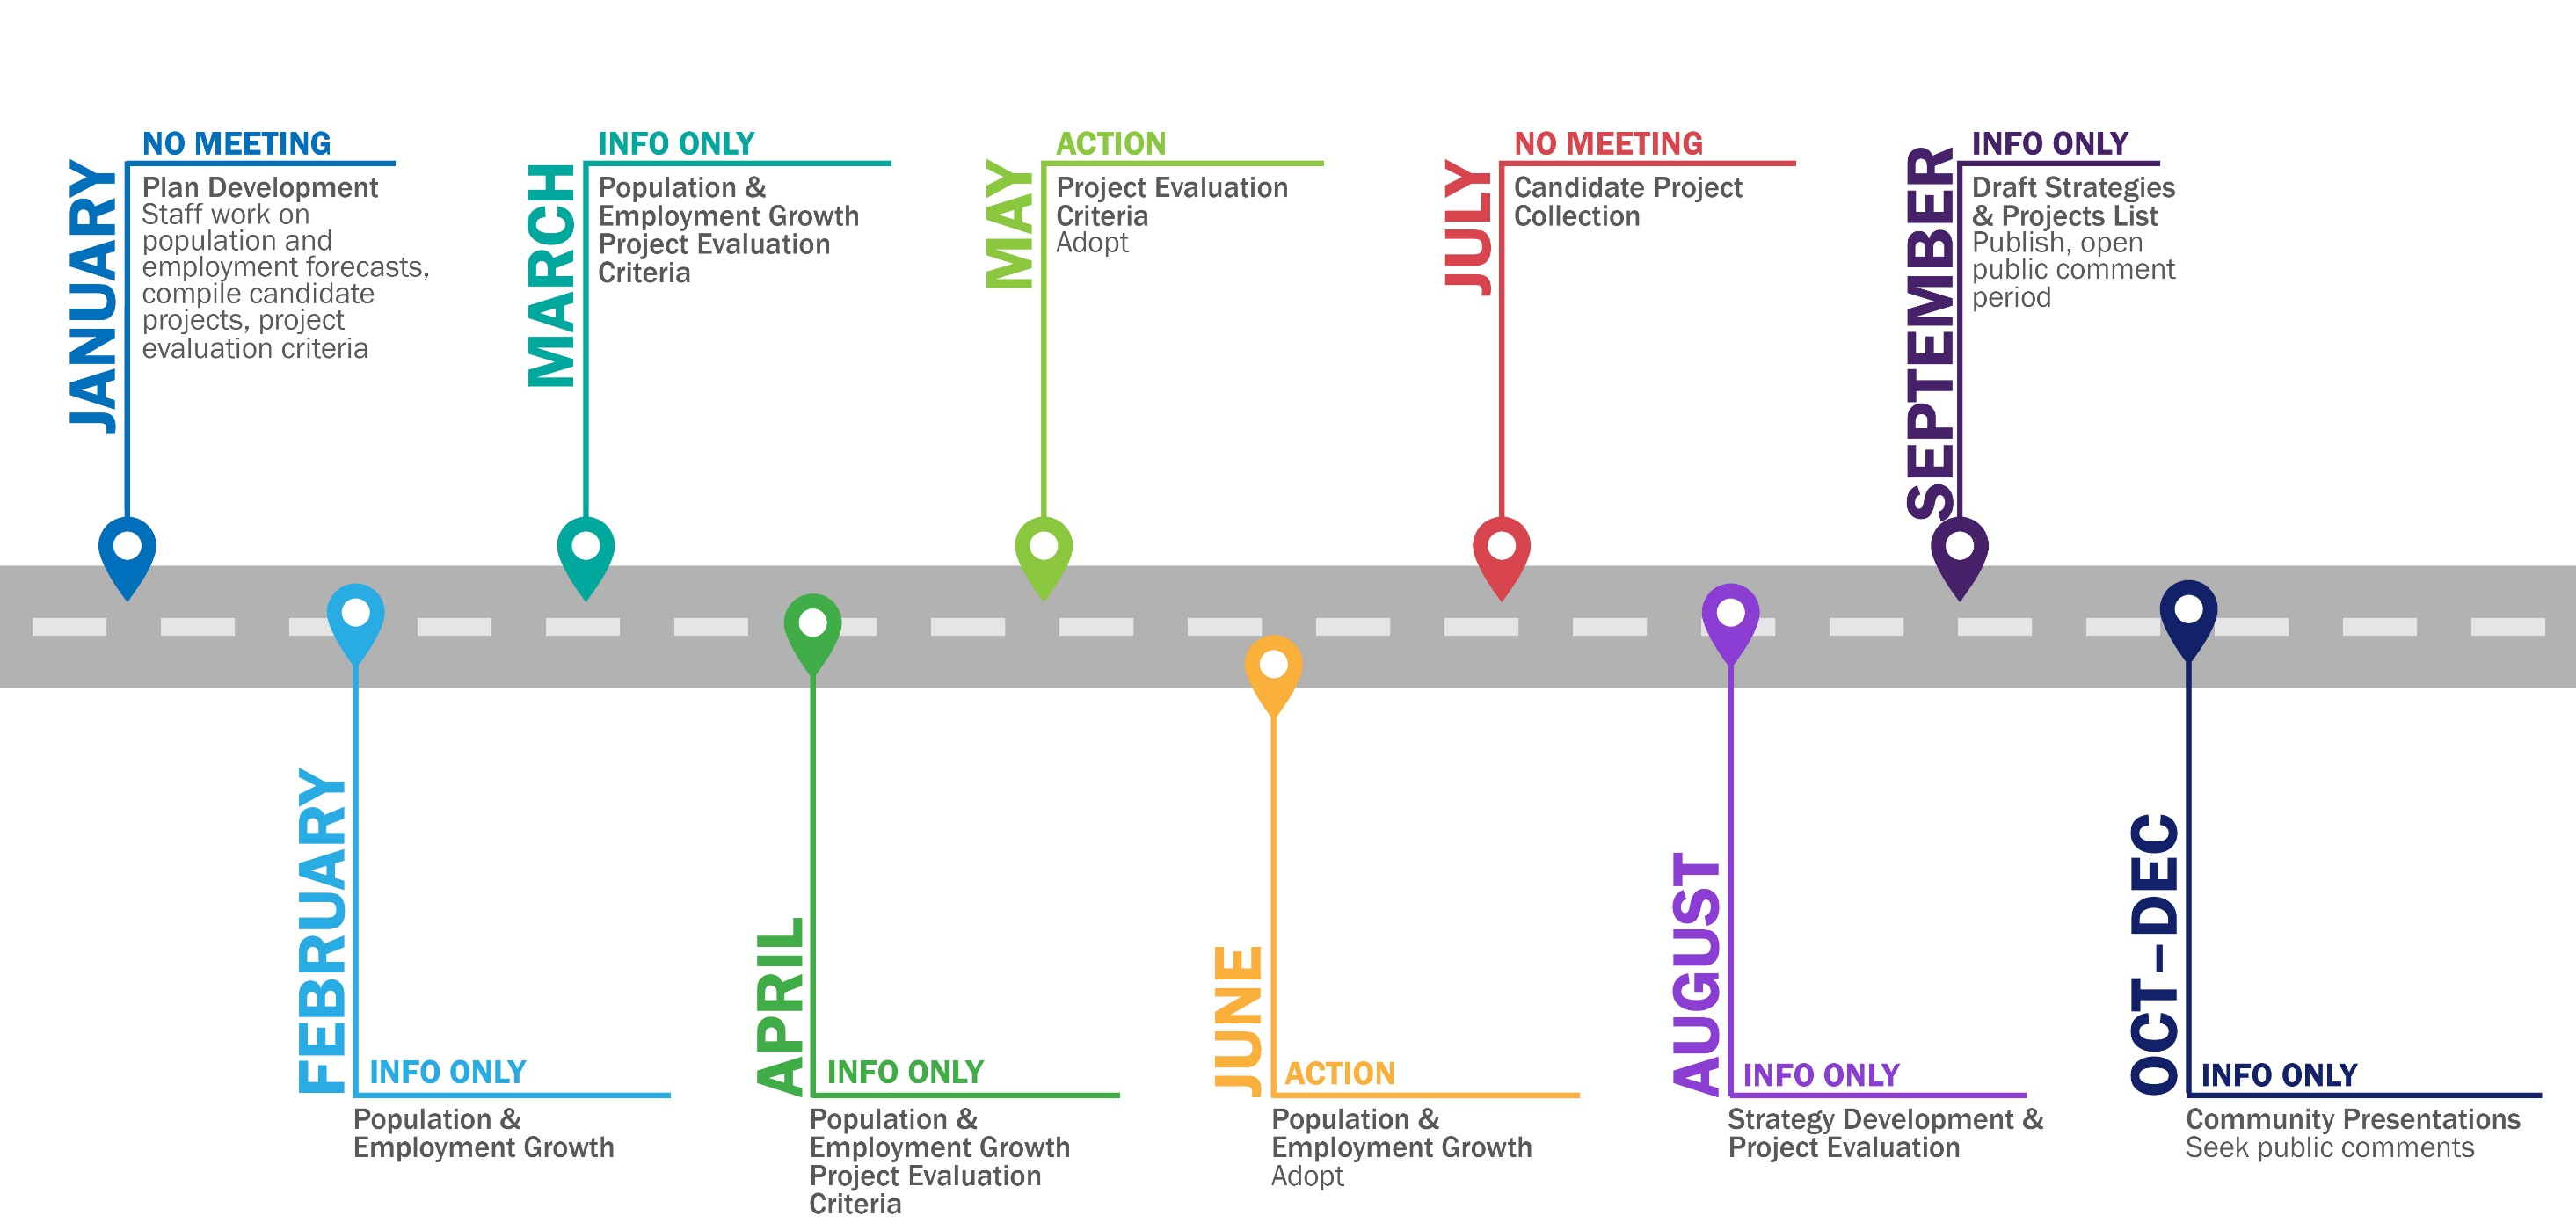 JANUARY
NO MEETING
Plan Development
Staff work on
population and
employment forecasts,
compile candidate
projects, project
evaluation criteria
FEBRUARY
INFO ONLY
Population &
Employment Growth
MARCH
INFO ONLY
Population &
Employment Growth
Project Evaluation
Criteria
APRIL
INFO ONLY
Population &
Employment Growth
Project Evaluation
Criteria
MAY
ACTION
Project Evaluation
Criteria
Adopt
JUNE
ACTION
Population &
Employment Growth
Adopt
JULY
NO MEETING
Candidate Project
Collection
AUGUST
INFO ONLY
Strategy Development &
Project Evaluation
SEPTEMBER
INFO ONLY
Draft Strategies
& Projects List
Publish, open
public comment
period
OCT–DEC
INFO ONLY
Community Presentations
Seek public comments